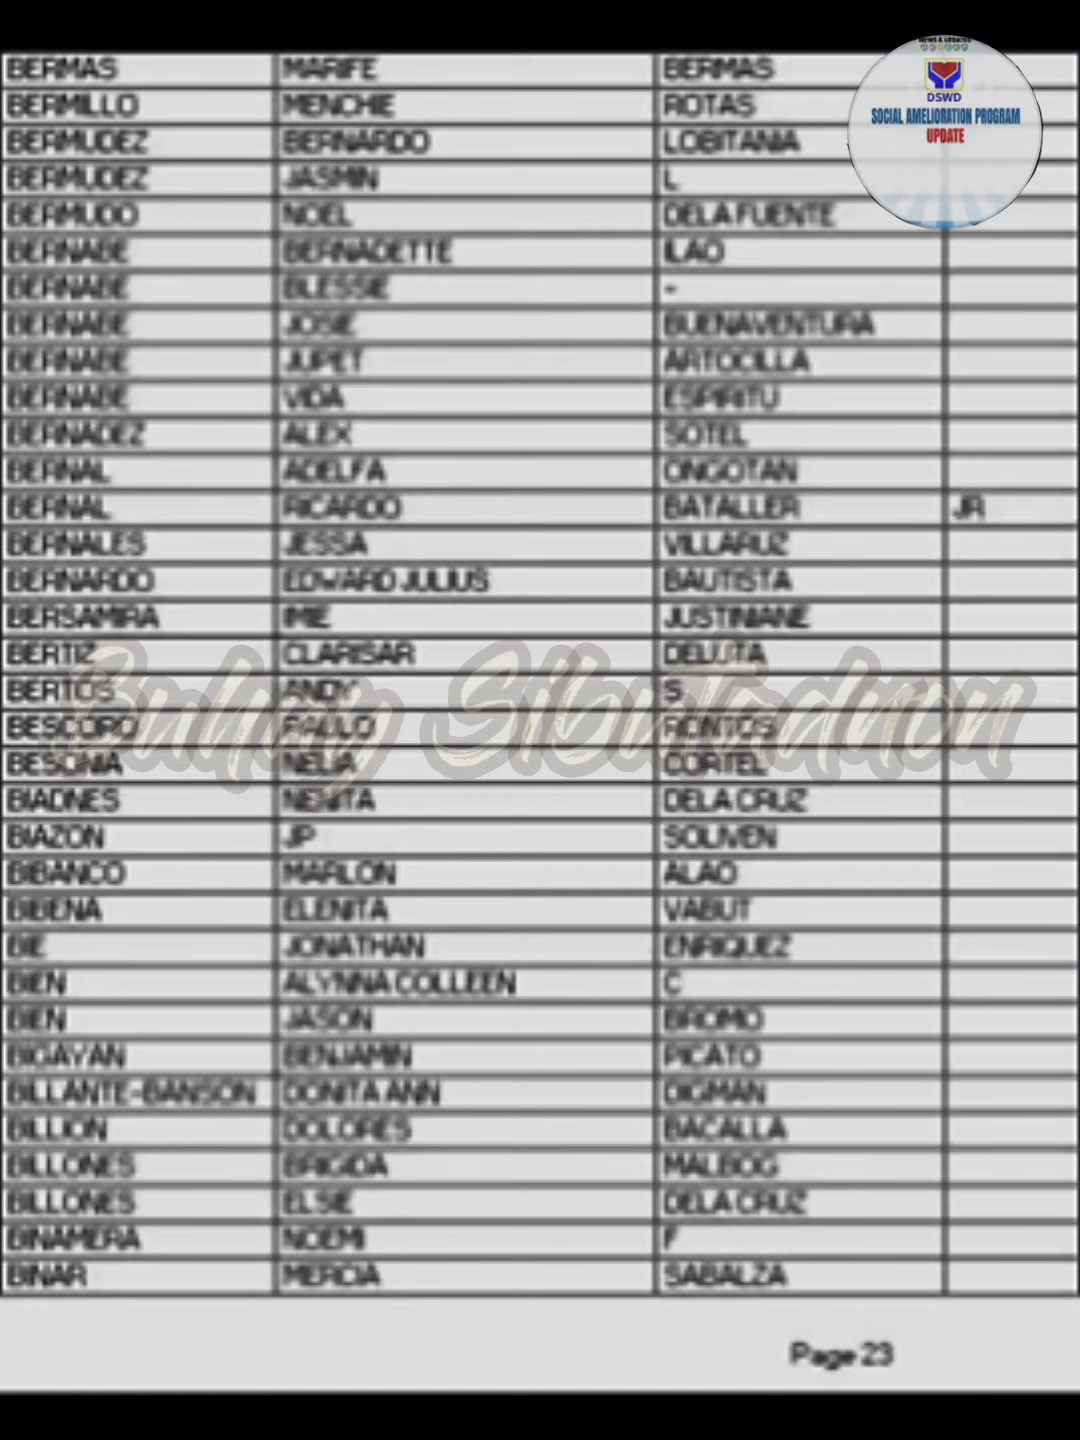 NEWS & UPDATES
DSWD
SOCIAL AMELIORATION PROGRAM
UPDATE
BERMAS MARIFE BERMAS
BERMILLO MENCHIE ROTAS
BERMUDEZ BERNARDO LOBITANIA
BERMUDEZ JASMIN L
BERMUDO NOEL DELA FUENTE
BERNABE BERNADETTE ILAO
BERNABE BLESSIE -
BERNABE JOSIE BUENAVENTURA
BERNABE JUPET ARTOCILLA
BERNABE VIDA ESPIRITU
BERNADEZ ALEX SOTEL
BERNAL ADELFA ONGOTAN
BERNAL RICARDO BATALLER JR
BERNALES JESSA VILLARUZ
BERNARDO EDWARD JULIUS BAUTISTA
BERSAMIRA IMIE JUSTINIANE
BERTIZ CLARISAR DELUTA
BERTOS ANDY S
BESCORO PAULO RONTOS
BESONIA NELIA CORTEL
BIADNES NENITA DELA CRUZ
BIAZON JP SOLIVEN
BIBANCO MARLON ALAO
BIBENA ELENITA VABUT
BIE JONATHAN ENRIQUEZ
BIEN ALYNNA COLLEEN C
BIEN JASON BROMO
BIGAYAN BENJAMIN PICATO
BILLANTE-BANSON DONITA ANN DIGMAN
BILLION DOLORES BACALLA
BILLONES BRIGIDA MALBOG
BILLONES ELSIE DELA CRUZ
BINAMERA NOEMI F
BINAR MERCIA SABALZA
Page 23